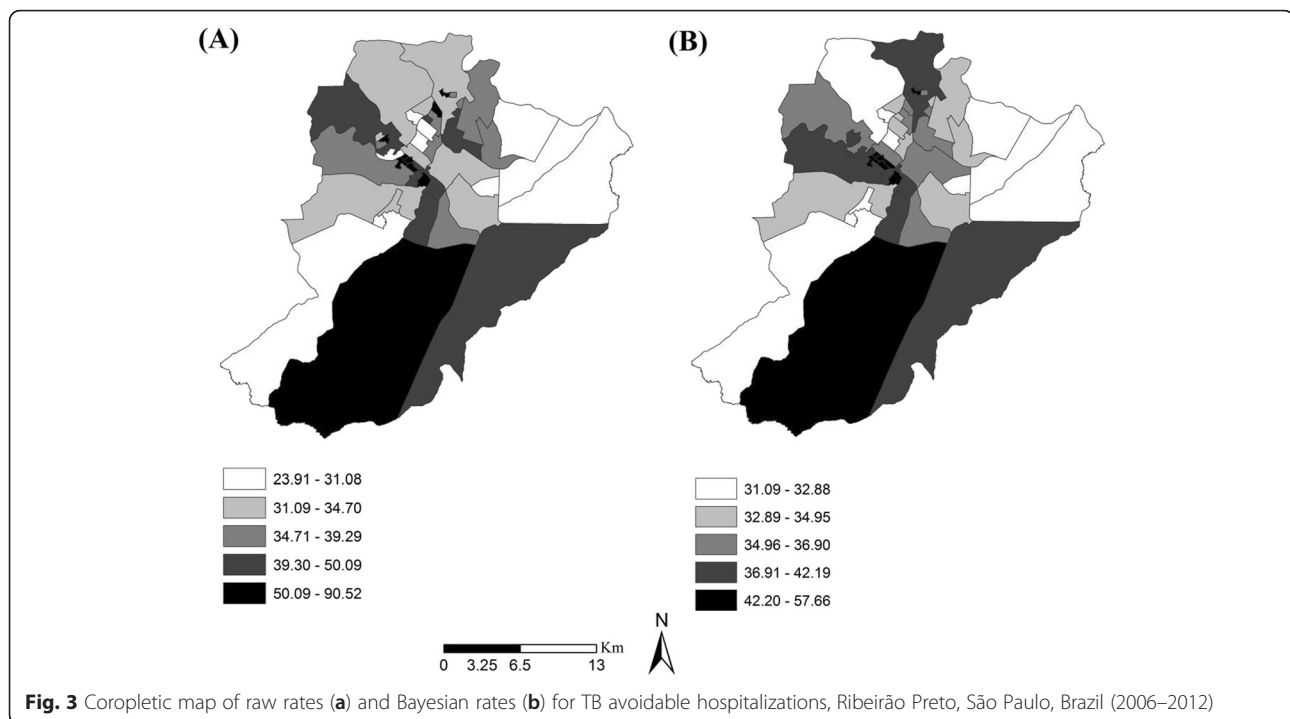 (A)
(B)
23.91 - 31.08
31.09 - 34.70
34.71 - 39.29
39.30 - 50.09
50.09 - 90.52
31.09 - 32.88
32.89 - 34.95
34.96 - 36.90
36.91 - 42.19
42.20 - 57.66
N
Km
0 3.25 6.5 13
Fig. 3 Coropletic map of raw rates (a) and Bayesian rates (b) for TB avoidable hospitalizations, Ribeirão Preto, São Paulo, Brazil (2006–2012)